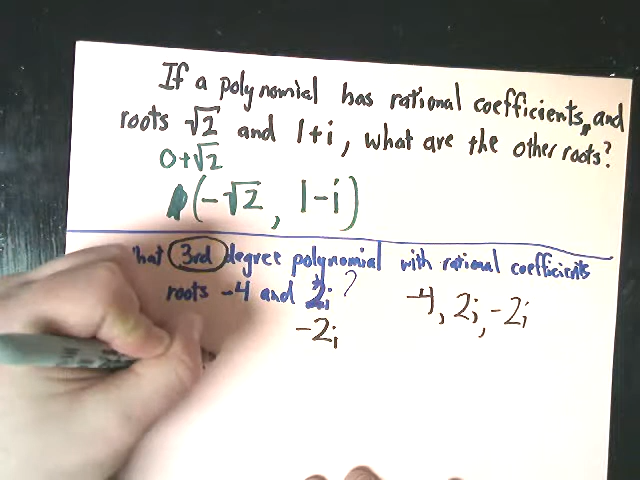 If a polynomial has rational coefficients, and
roots √2 and 1+i, what are the other roots?
0+√2
(-√2, 1-i)
hat 3rd degree polynomial with rational coefficients
roots -4 and 2i ?
-4, 2i, -2i
-2i